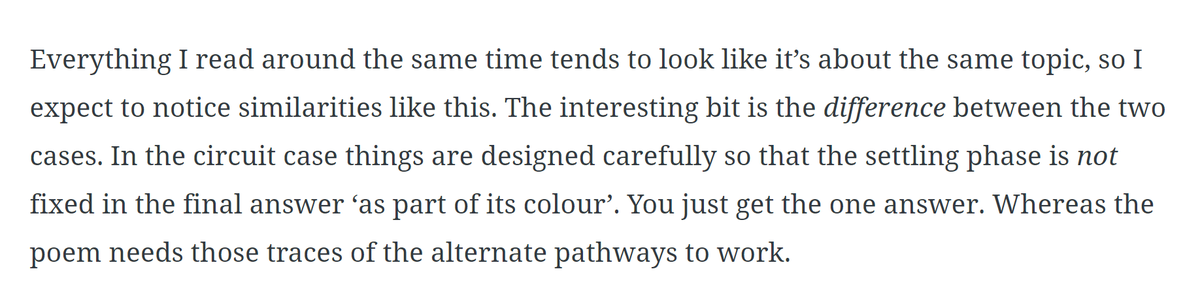 Everything I read around the same time tends to look like it’s about the same topic, so I
expect to notice similarities like this. The interesting bit is the difference between the two
cases. In the circuit case things are designed carefully so that the settling phase is not
fixed in the final answer ‘as part of its colour’. You just get the one answer. Whereas the
poem needs those traces of the alternate pathways to work.